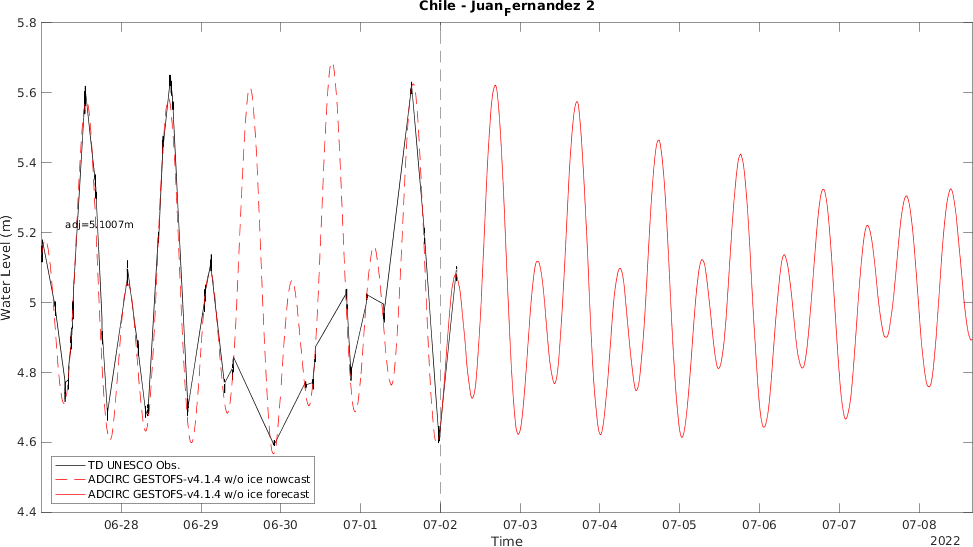 Chile - JuanFernandez 2
5.8
5.6
5.4
5.2
5
4.8
4.6
4.4
Water Level (m)
adj=5.1007m
TD UNESCO Obs.
ADCIRC GESTOFS-v4.1.4 w/o ice nowcast
ADCIRC GESTOFS-v4.1.4 w/o ice forecast
06-28 06-29 06-30 07-01 07-02 07-03 07-04 07-05 07-06 07-07 07-08
Time
2022